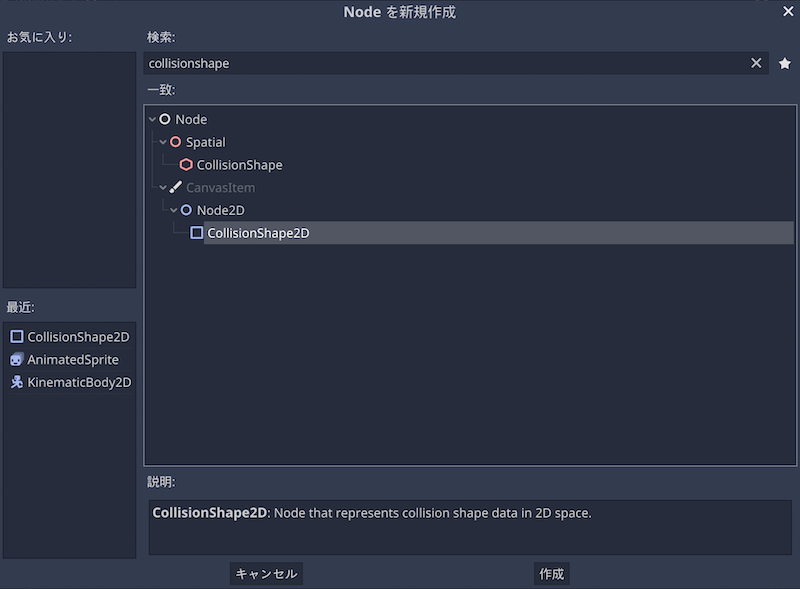 Node を新規作成
お気に入り:
検索:
collisionshape
一致:
Node
Spatial
CollisionShape
CanvasItem
Node2D
CollisionShape2D
最近:
CollisionShape2D
AnimatedSprite
KinematicBody2D
説明:
CollisionShape2D: Node that represents collision shape data in 2D space.
キャンセル
作成